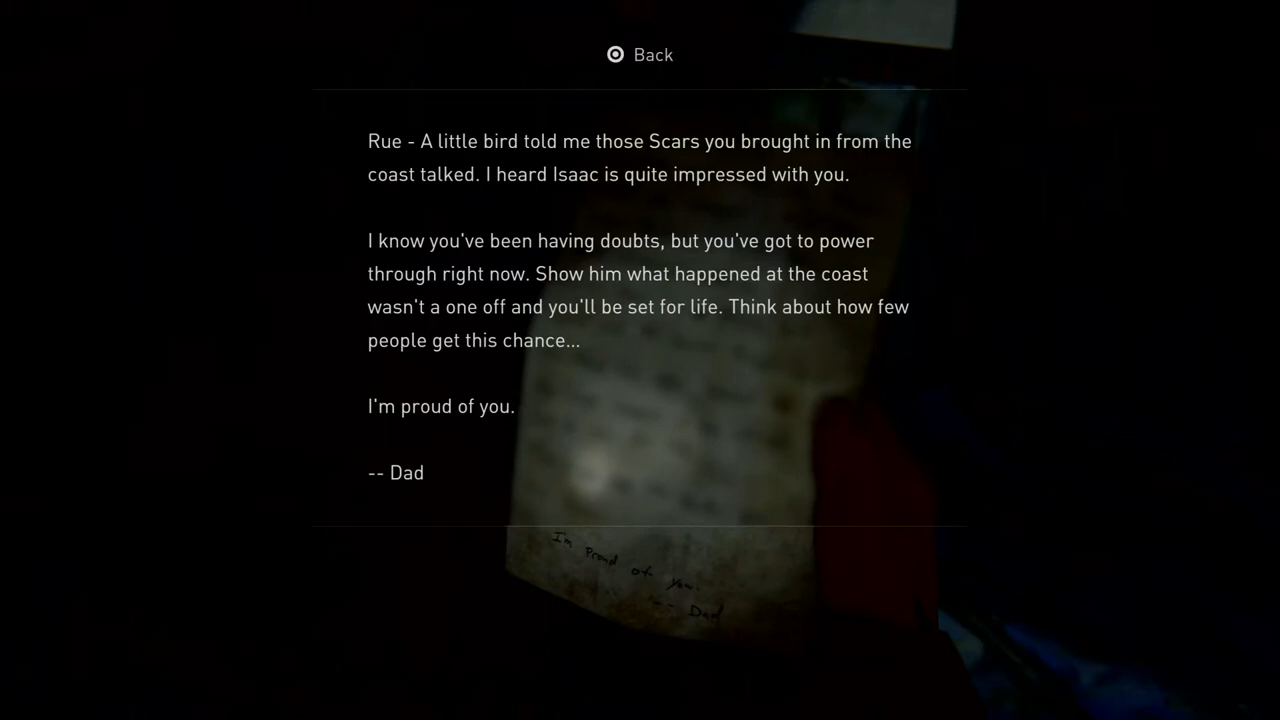 Back
Rue - A little bird told me those Scars you brought in from the
coast talked. I heard Isaac is quite impressed with you.
I know you've been having doubts, but you've got to power
through right now. Show him what happened at the coast
wasn't a one off and you'll be set for life. Think about how few
people get this chance...
I'm proud of you.
-- Dad
I'm Proud of you.
-- Dad